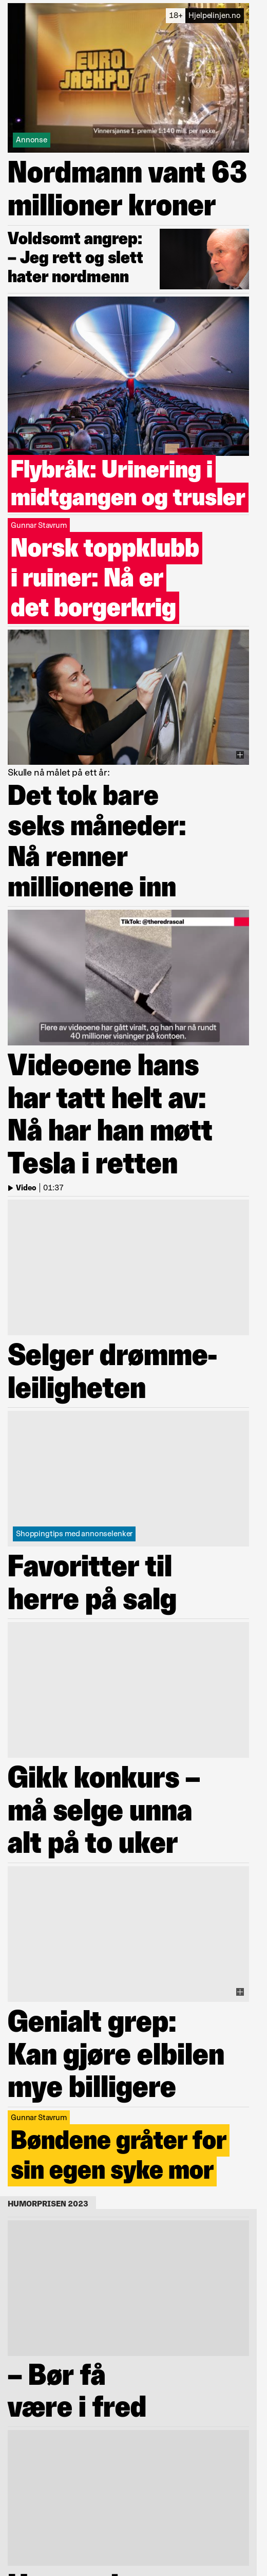 18+ Hjelpelinjen.no
EURO
JACKPOT
Vinnersjanse 1. premie 1:140 mill. per rekke.
Annonse
Nordmann vant 63
millioner kroner
Voldsomt angrep:
– Jeg rett og slett
hater nordmenn
Flybråk: Urinering i
midtgangen og trusler
Gunnar Stavrum
Norsk toppklubb
i ruiner: Nå er
det borgerkrig
Skulle nå målet på ett år:
Det tok bare
seks måneder:
Nå renner
millionene inn
TikTok: @theredrascal
Flere av videoene har gått viralt, og han har nå rundt
40 millioner visninger på kontoen.
Videoene hans
har tatt helt av:
Nå har han møtt
Tesla i retten
Video | 01:37
Selger drømme-
leiligheten
Shoppingtips med annonselenker
Favoritter til
herre på salg
Gikk konkurs –
må selge unna
alt på to uker
Genialt grep:
Kan gjøre elbilen
mye billigere
Gunnar Stavrum
Bøndene gråter for
sin egen syke mor
HUMORPRISEN 2023
– Bør få
være i fred